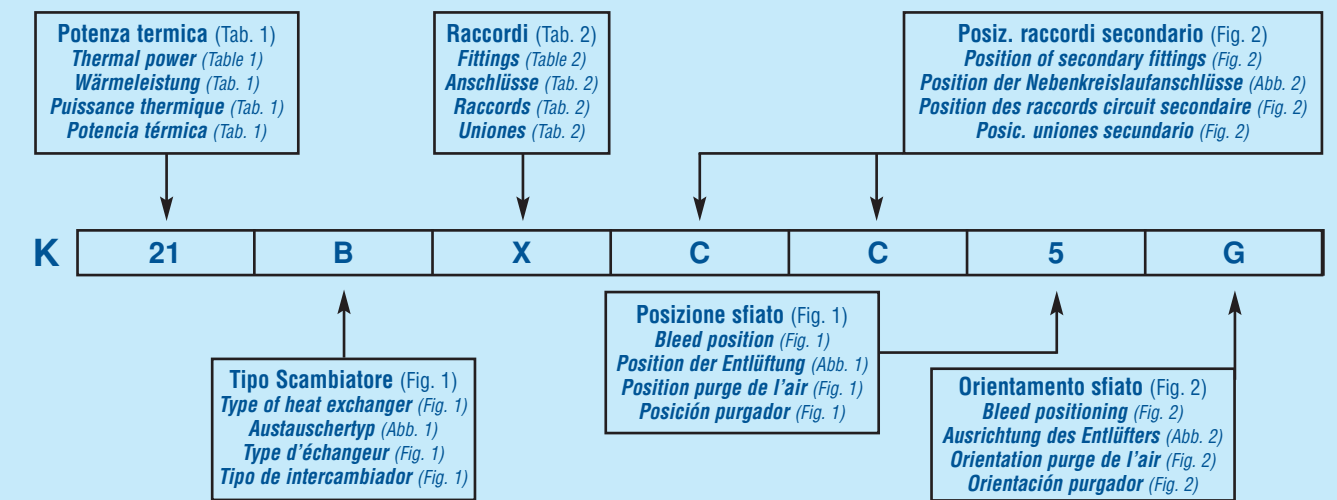 Potenza termica (Tab. 1)
Thermal power (Table 1)
Wärmeleistung (Tab. 1)
Puissance thermique (Tab. 1)
Potencia térmica (Tab. 1)
Raccordi (Tab. 2)
Fittings (Table 2)
Anschlüsse (Tab. 2)
Raccords (Tab. 2)
Uniones (Tab. 2)
Posiz. raccordi secondario (Fig. 2)
Position of secondary fittings (Fig. 2)
Position der Nebenkreislaufanschlüsse (Abb. 2)
Position des raccords circuit secondaire (Fig. 2)
Posic. uniones secundario (Fig. 2)
K 21 B X C C 5 G
Tipo Scambiatore (Fig. 1)
Type of heat exchanger (Fig. 1)
Austauschertyp (Abb. 1)
Type d'échangeur (Fig. 1)
Tipo de intercambiador (Fig. 1)
Posizione sfiato (Fig. 1)
Bleed position (Fig. 1)
Position der Entlüftung (Abb. 1)
Position purge de l'air (Fig. 1)
Posición purgador (Fig. 1)
Orientamento sfiato (Fig. 2)
Bleed positioning (Fig. 2)
Ausrichtung des Entlüfters (Abb. 2)
Orientation purge de l'air (Fig. 2)
Orientación purgador (Fig. 2)